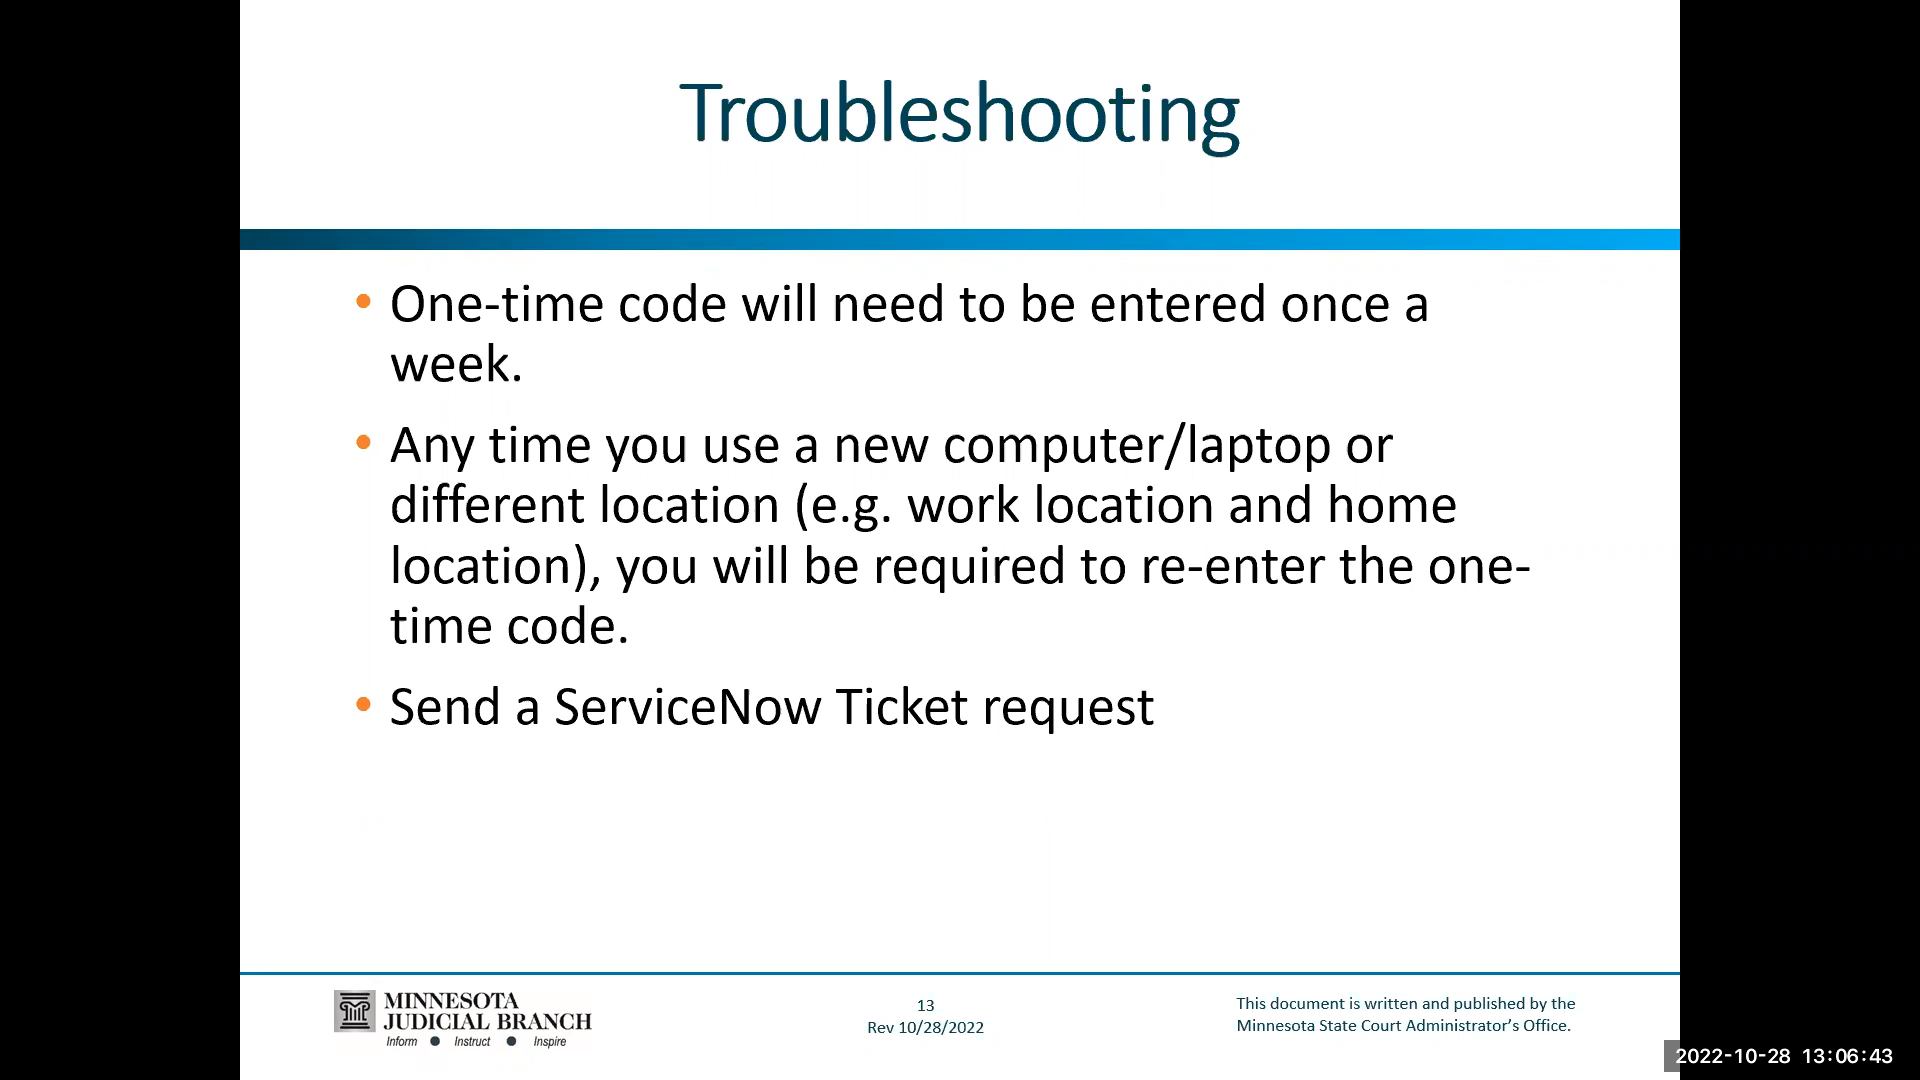 Troubleshooting
• One-time code will need to be entered once a
week.
• Any time you use a new computer/laptop or
different location (e.g. work location and home
location), you will be required to re-enter the one-
time code.
• Send a ServiceNow Ticket request
MINNESOTA
JUDICIAL BRANCH
Inform ● Instruct ● Inspire
13
Rev 10/28/2022
This document is written and published by the
Minnesota State Court Administrator’s Office.
2022-10-28 13:06:43